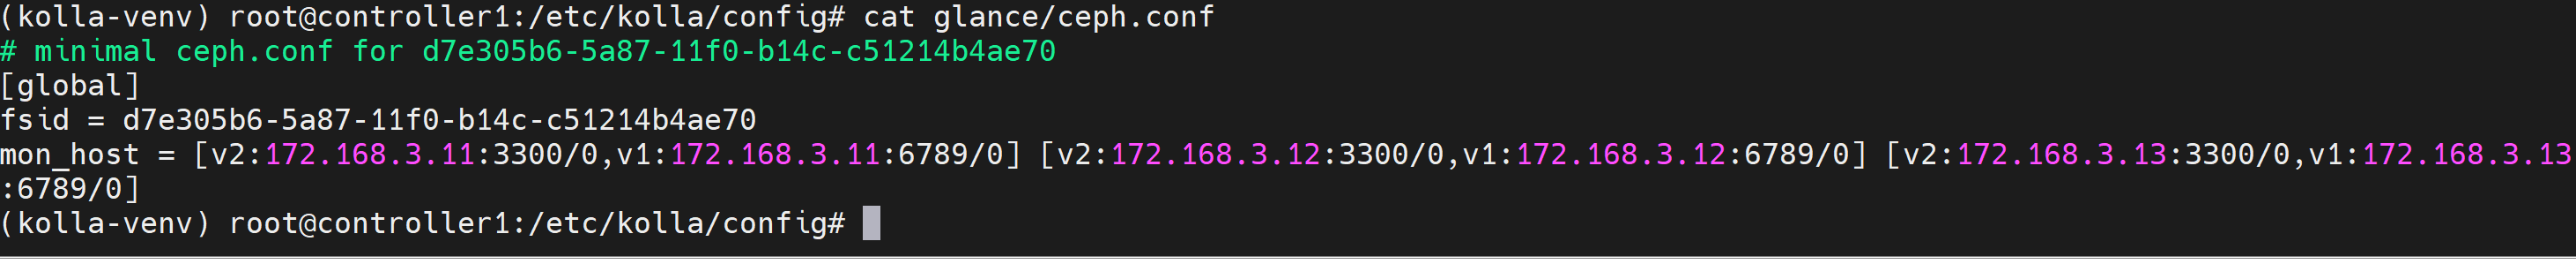 (kolla-venv) root@controller1:/etc/kolla/config# cat glance/ceph.conf
# minimal ceph.conf for d7e305b6-5a87-11f0-b14c-c51214b4ae70
[global]
fsid = d7e305b6-5a87-11f0-b14c-c51214b4ae70
mon_host = [v2:172.168.3.11:3300/0,v1:172.168.3.11:6789/0] [v2:172.168.3.12:3300/0,v1:172.168.3.12:6789/0] [v2:172.168.3.13:3300/0,v1:172.168.3.13
:6789/0]
(kolla-venv) root@controller1:/etc/kolla/config#